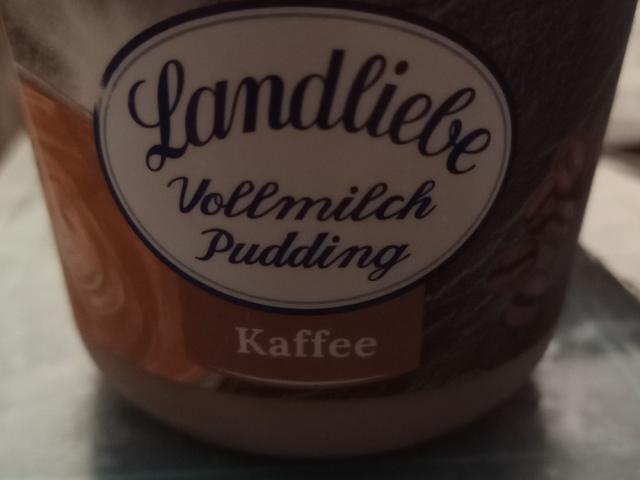 Landliebe
Vollmilch
Pudding
Kaffee